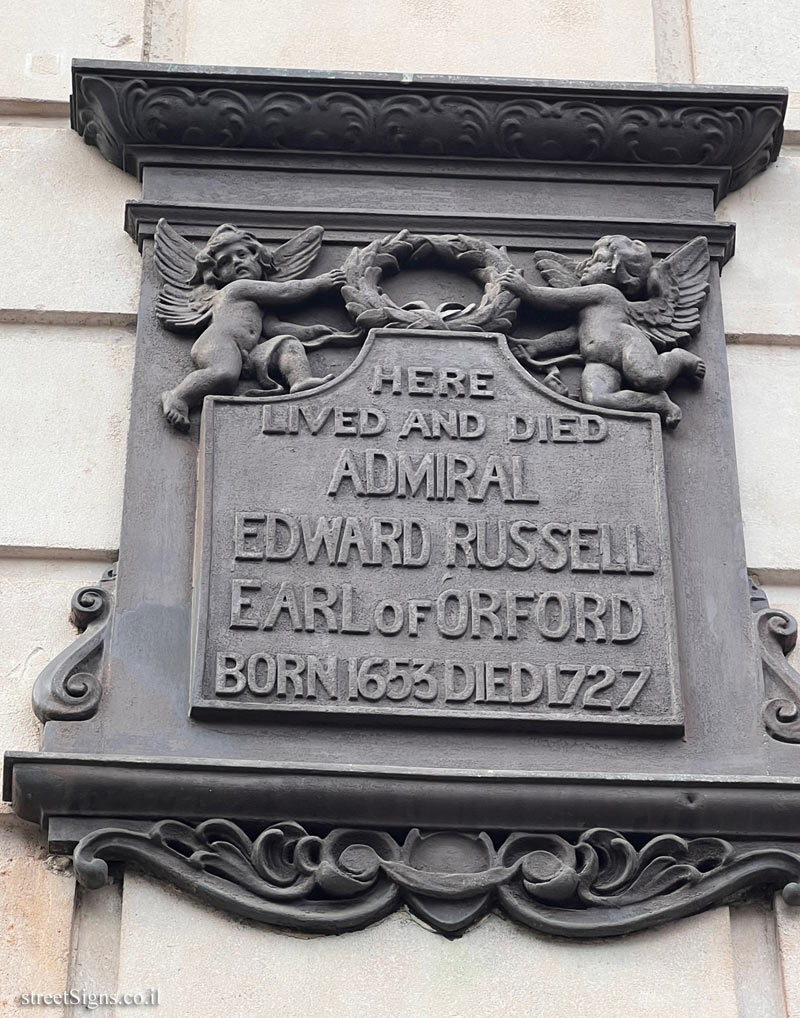 HERE
LIVED AND DIED
ADMIRAL
EDWARD RUSSELL
EARL OF ORFORD
BORN 1653 DIED 1727
streetSigns.co.il